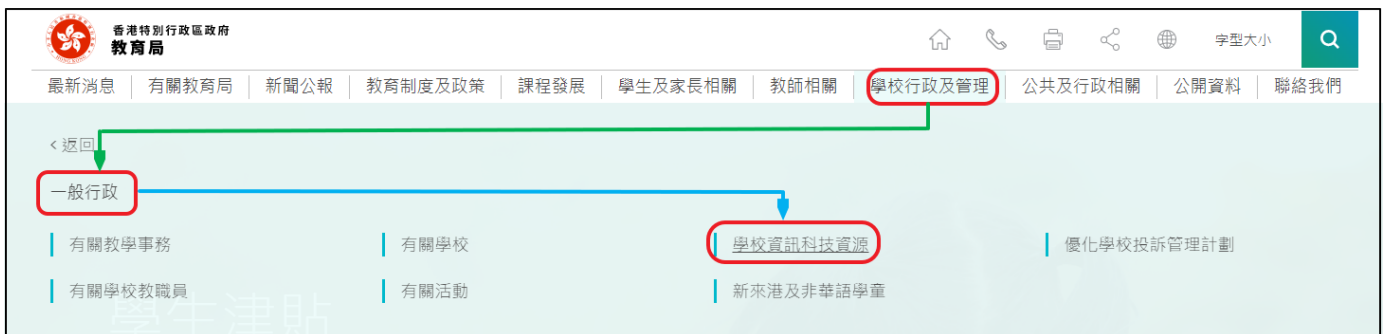 香港特別行政區政府
教育局
字型大小
最新消息 有關教育局 新聞公報 教育制度及政策 課程發展 學生及家長相關 教師相關 學校行政及管理 公共及行政相關 公開資料 聯絡我們
< 返回
一般行政
有關教學事務 有關學校 學校資訊科技資源 優化學校投訴管理計劃
有關學校教職員 有關活動 新來港及非華語學童
學生津貼